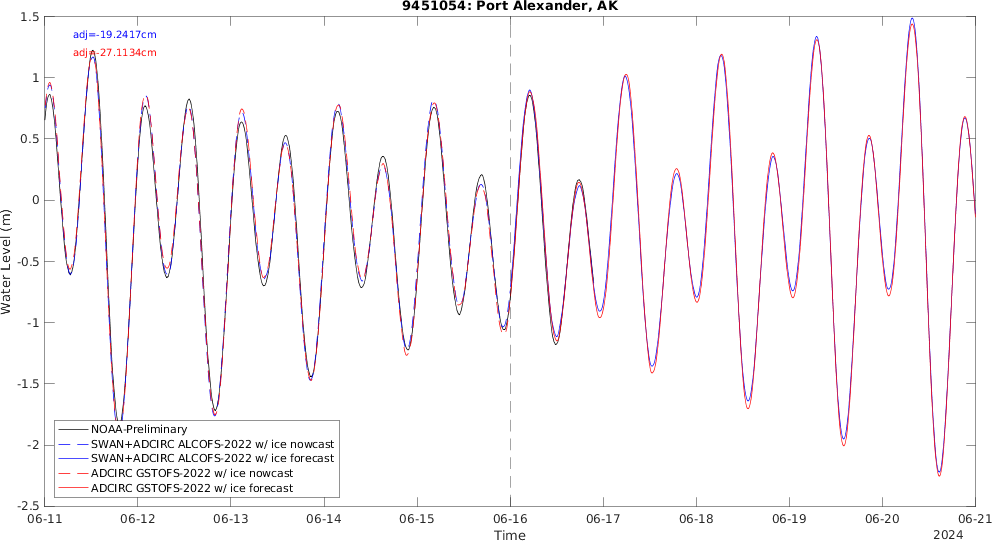 9451054: Port Alexander, AK
adj=-19.2417cm
adj=-27.1134cm
Water Level (m)
1.5
1
0.5
0
-0.5
-1
-1.5
-2
-2.5
NOAA-Preliminary
SWAN+ADCIRC ALCOFS-2022 w/ ice nowcast
SWAN+ADCIRC ALCOFS-2022 w/ ice forecast
ADCIRC GSTOFS-2022 w/ ice nowcast
ADCIRC GSTOFS-2022 w/ ice forecast
06-11 06-12 06-13 06-14 06-15 06-16 06-17 06-18 06-19 06-20 06-21
Time
2024